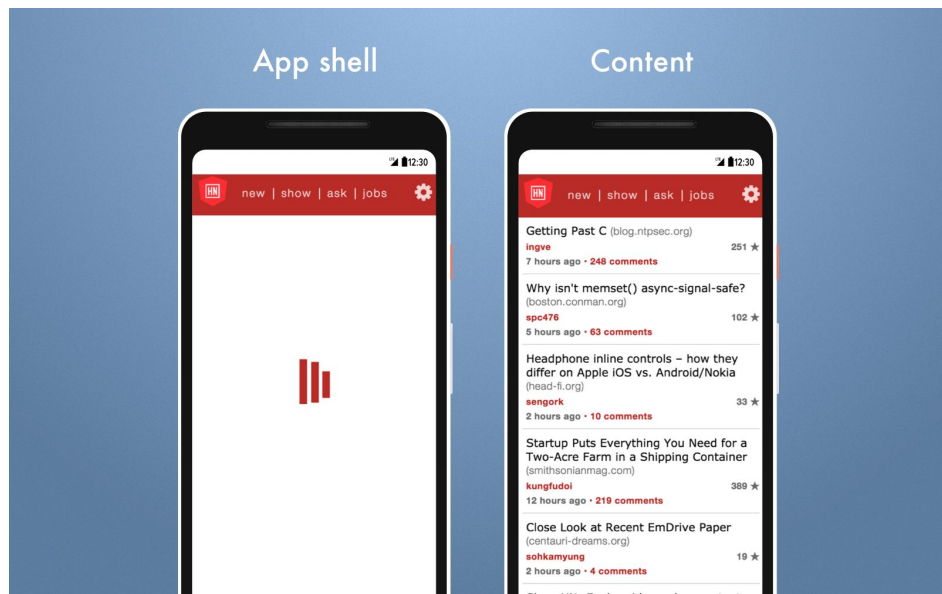 App shell
Content
12:30
HN
new | show | ask | jobs
12:30
HN
new | show | ask | jobs
Getting Past C (blog.ntpsec.org)
ingve
251 ★
7 hours ago • 248 comments
Why isn't memset() async-signal-safe?
(boston.conman.org)
spc476
102 ★
5 hours ago • 63 comments
Headphone inline controls – how they
differ on Apple iOS vs. Android/Nokia
(head-fi.org)
sengork
33 ★
2 hours ago • 10 comments
Startup Puts Everything You Need for a
Two-Acre Farm in a Shipping Container
(smithsonianmag.com)
kungfudoi
389 ★
12 hours ago • 219 comments
Close Look at Recent EmDrive Paper
(centauri-dreams.org)
sohkamyung
19 ★
2 hours ago • 4 comments